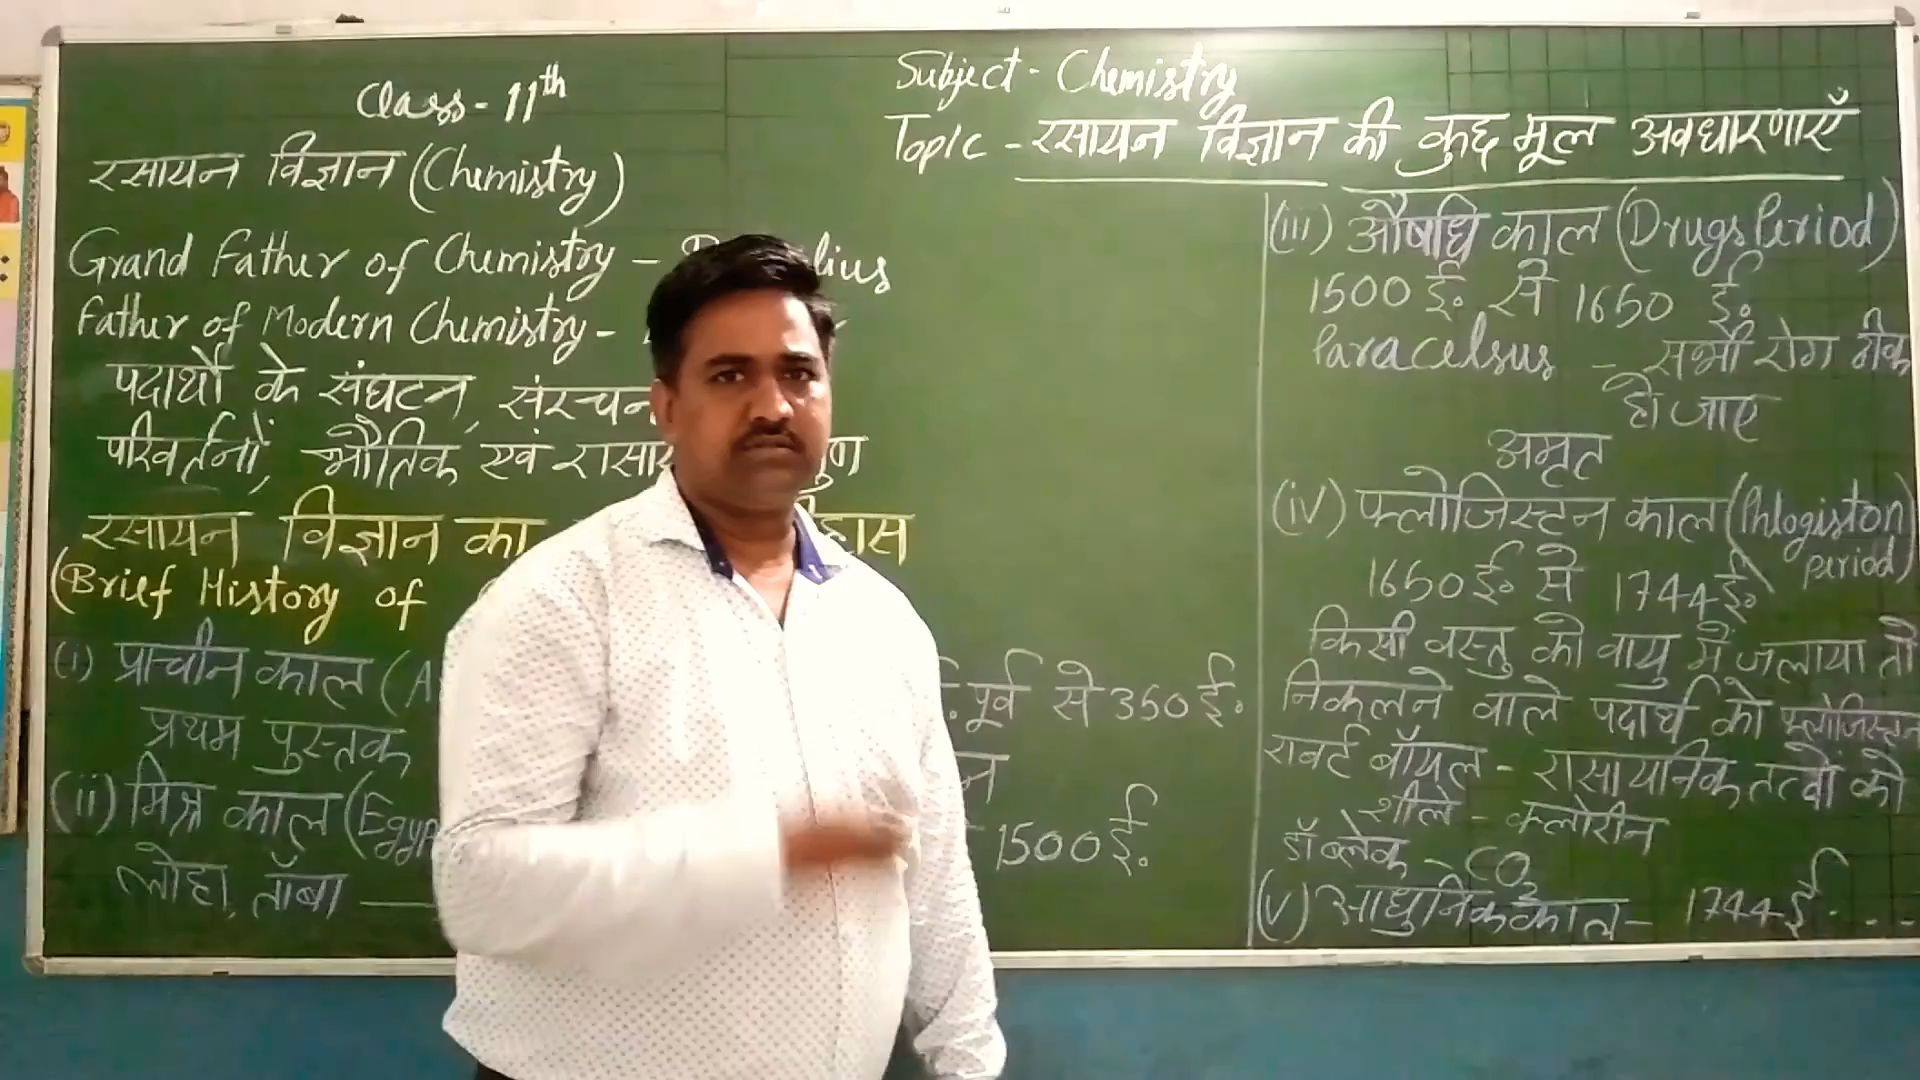 Class - 11th
Subject - Chemistry
Topic - रसायन विज्ञान की कुछ मूल अवधारणाएँ
रसायन विज्ञान (Chemistry)
Grand Father of Chemistry -
Father of Modern Chemistry -
पदार्थों के संघटन, संरचन
परिवर्तनों, भौतिक एवं रासाय
रसायन विज्ञान का
(Brief History of
(i) प्राचीन काल (A पूर्व से 350 ई.
प्रथम पुस्तक
(ii) मिश्र काल (Egyp 1500 ई.
लोहा, ताँबा
(iii) औषधि काल (Drugs Period)
1500 ई. से 1650 ई.
Paracelsus - सभी रोग ठीक
हो जाए
अमृत
(iv) फ्लोजिस्टन काल (Phlogiston
period)
1650 ई. से 1744 ई.
किसी वस्तु को वायु में जलाया तो
निकलने वाले पदार्थ को फ्लोजिस्टन
राबर्ट बॉयल - रासायनिक तत्वों को
शीले - क्लोरीन
डॉ ब्लेक - CO2
(v) आधुनिक काल - 1744 ई. . . -